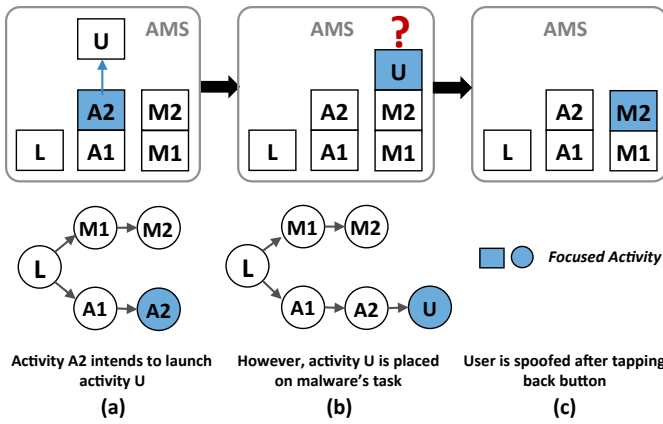 AMS
U
A2
M2
L
A1
M1
M1
M2
L
A1
A2
Activity A2 intends to launch
activity U
(a)
AMS
?
U
A2
M2
L
A1
M1
M1
M2
L
A1
A2
U
However, activity U is placed
on malware's task
(b)
AMS
A2
M2
L
A1
M1
Focused Activity
User is spoofed after tapping
back button
(c)